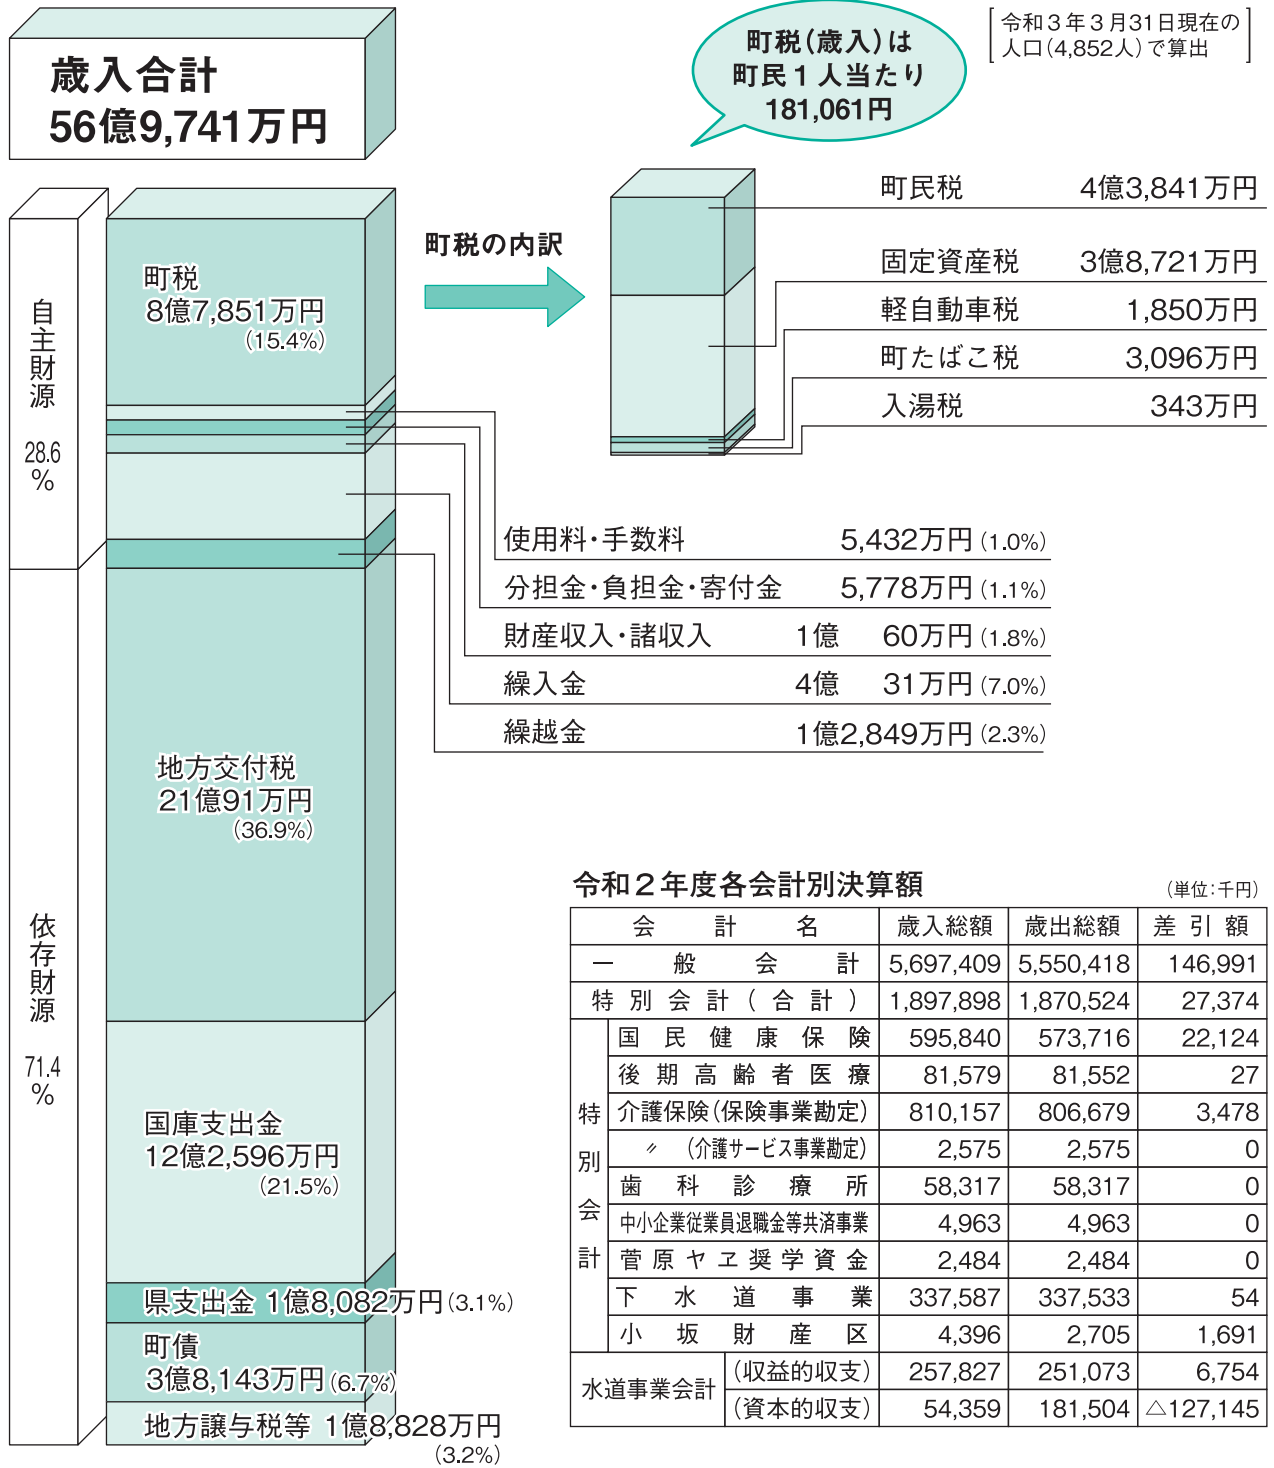 歳入合計
56億9,741万円
町税(歳入)は
町民1人当たり
181,061円
令和3年3月31日現在の
人口(4,852人)で算出
自主財源
28.6
%
依存財源
71.4
%
町税
8億7,851万円
(15.4%)
町税の内訳
町民税 4億3,841万円
固定資産税 3億8,721万円
軽自動車税 1,850万円
町たばこ税 3,096万円
入湯税 343万円
使用料・手数料 5,432万円(1.0%)
分担金・負担金・寄付金 5,778万円(1.1%)
財産収入・諸収入 1億 60万円(1.8%)
繰入金 4億 31万円(7.0%)
繰越金 1億2,849万円(2.3%)
地方交付税
21億91万円
(36.9%)
国庫支出金
12億2,596万円
(21.5%)
県支出金 1億8,082万円(3.1%)
町債
3億8,143万円(6.7%)
地方譲与税等 1億8,828万円
(3.2%)
令和2年度各会計別決算額 (単位:千円)
会計名 歳入総額 歳出総額 差引額
一般会計 5,697,409 5,550,418 146,991
特別会計(合計) 1,897,898 1,870,524 27,374
特別会計
国民健康保険 595,840 573,716 22,124
後期高齢者医療 81,579 81,552 27
介護保険(保険事業勘定) 810,157 806,679 3,478
〃 (介護サービス事業勘定) 2,575 2,575 0
歯科診療所 58,317 58,317 0
中小企業従業員退職金等共済事業 4,963 4,963 0
菅原ヤヱ奨学資金 2,484 2,484 0
下水道事業 337,587 337,533 54
小坂財産区 4,396 2,705 1,691
水道事業会計
(収益的収支) 257,827 251,073 6,754
(資本的収支) 54,359 181,504 △127,145